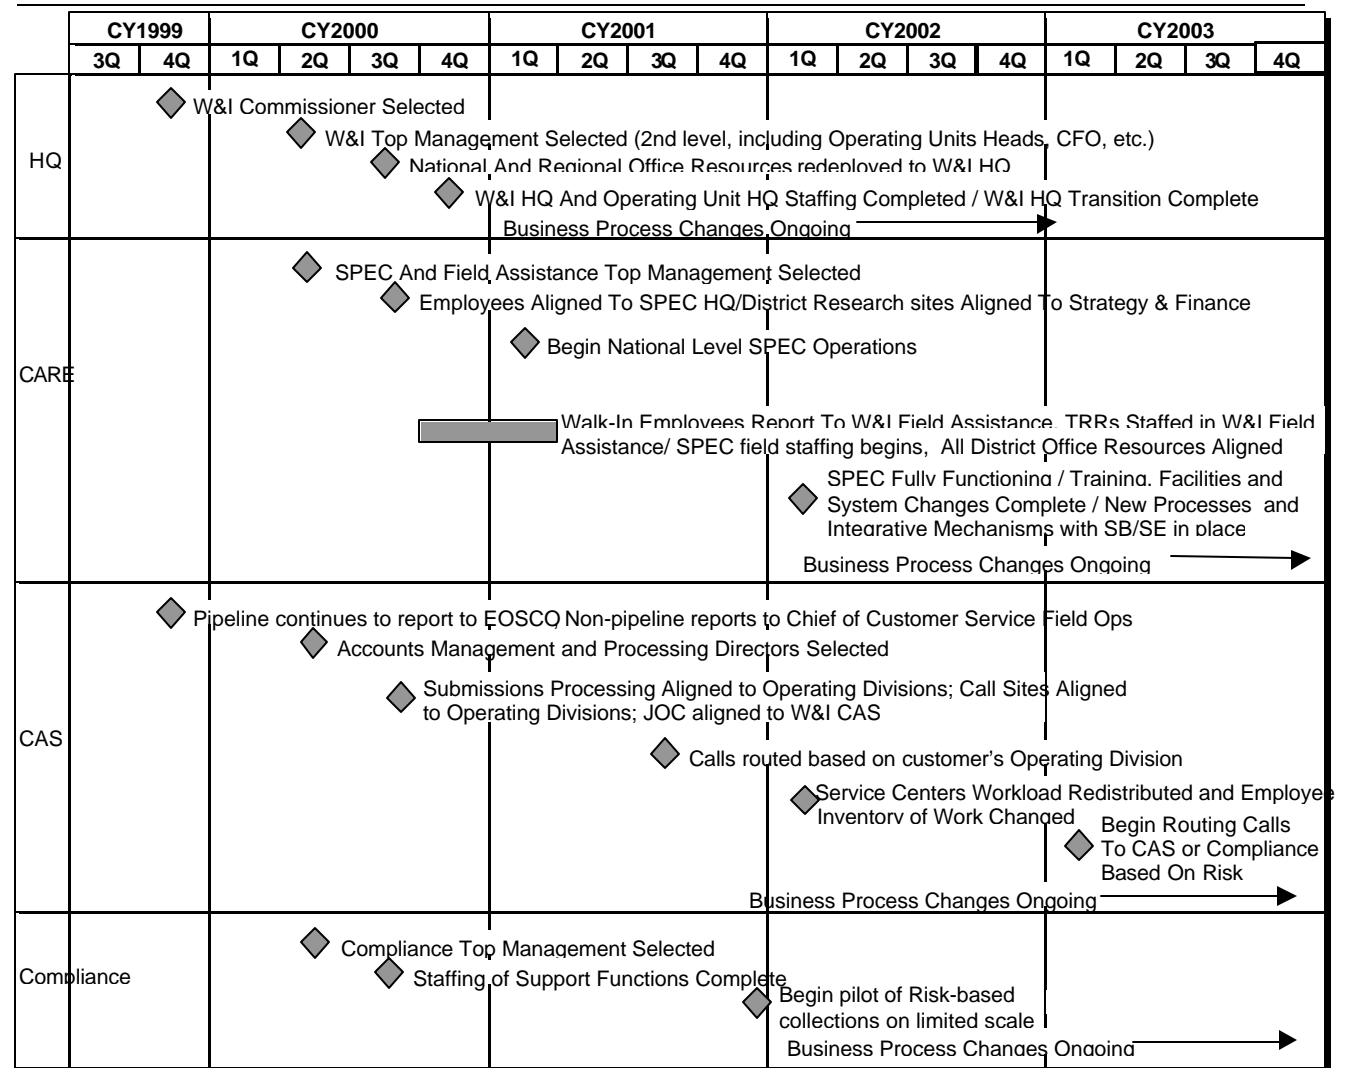 CY1999 CY2000 CY2001 CY2002 CY2003
3Q 4Q 1Q 2Q 3Q 4Q 1Q 2Q 3Q 4Q 1Q 2Q 3Q 4Q 1Q 2Q 3Q 4Q
HQ
W&I Commissioner Selected
W&I Top Management Selected (2nd level, including Operating Units Heads, CFO, etc.)
National And Regional Office Resources redeployed to W&I HQ
W&I HQ And Operating Unit HQ Staffing Completed / W&I HQ Transition Complete
Business Process Changes Ongoing
CARE
SPEC And Field Assistance Top Management Selected
Employees Aligned To SPEC HQ/District Research sites Aligned To Strategy & Finance
Begin National Level SPEC Operations
Walk-In Employees Report To W&I Field Assistance, TRRs Staffed in W&I Field
Assistance/ SPEC field staffing begins, All District Office Resources Aligned
SPEC Fully Functioning / Training, Facilities and
System Changes Complete / New Processes and
Integrative Mechanisms with SB/SE in place
Business Process Changes Ongoing
CAS
Pipeline continues to report to EOSCO, Non-pipeline reports to Chief of Customer Service Field Ops
Accounts Management and Processing Directors Selected
Submissions Processing Aligned to Operating Divisions; Call Sites Aligned
to Operating Divisions; JOC aligned to W&I CAS
Calls routed based on customer's Operating Division
Service Centers Workload Redistributed and Employee
Inventory of Work Changed
Begin Routing Calls
To CAS or Compliance
Based On Risk
Business Process Changes Ongoing
Compliance
Compliance Top Management Selected
Staffing of Support Functions Complete
Begin pilot of Risk-based
collections on limited scale
Business Process Changes Ongoing